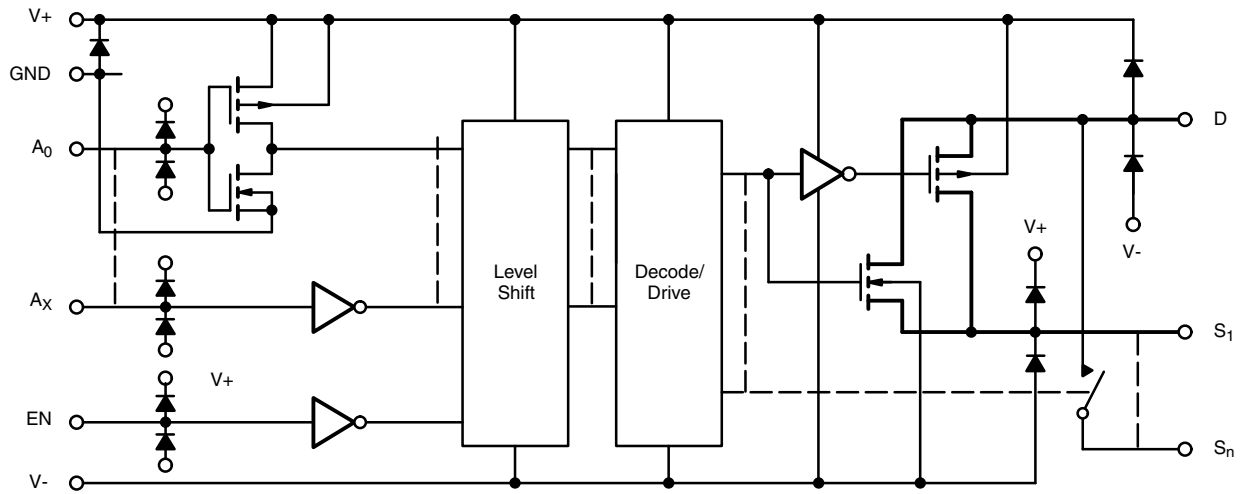 V+
GND
A0
AX
EN
V-
V+
Level
Shift
Decode/
Drive
V+
V-
D
S1
Sn